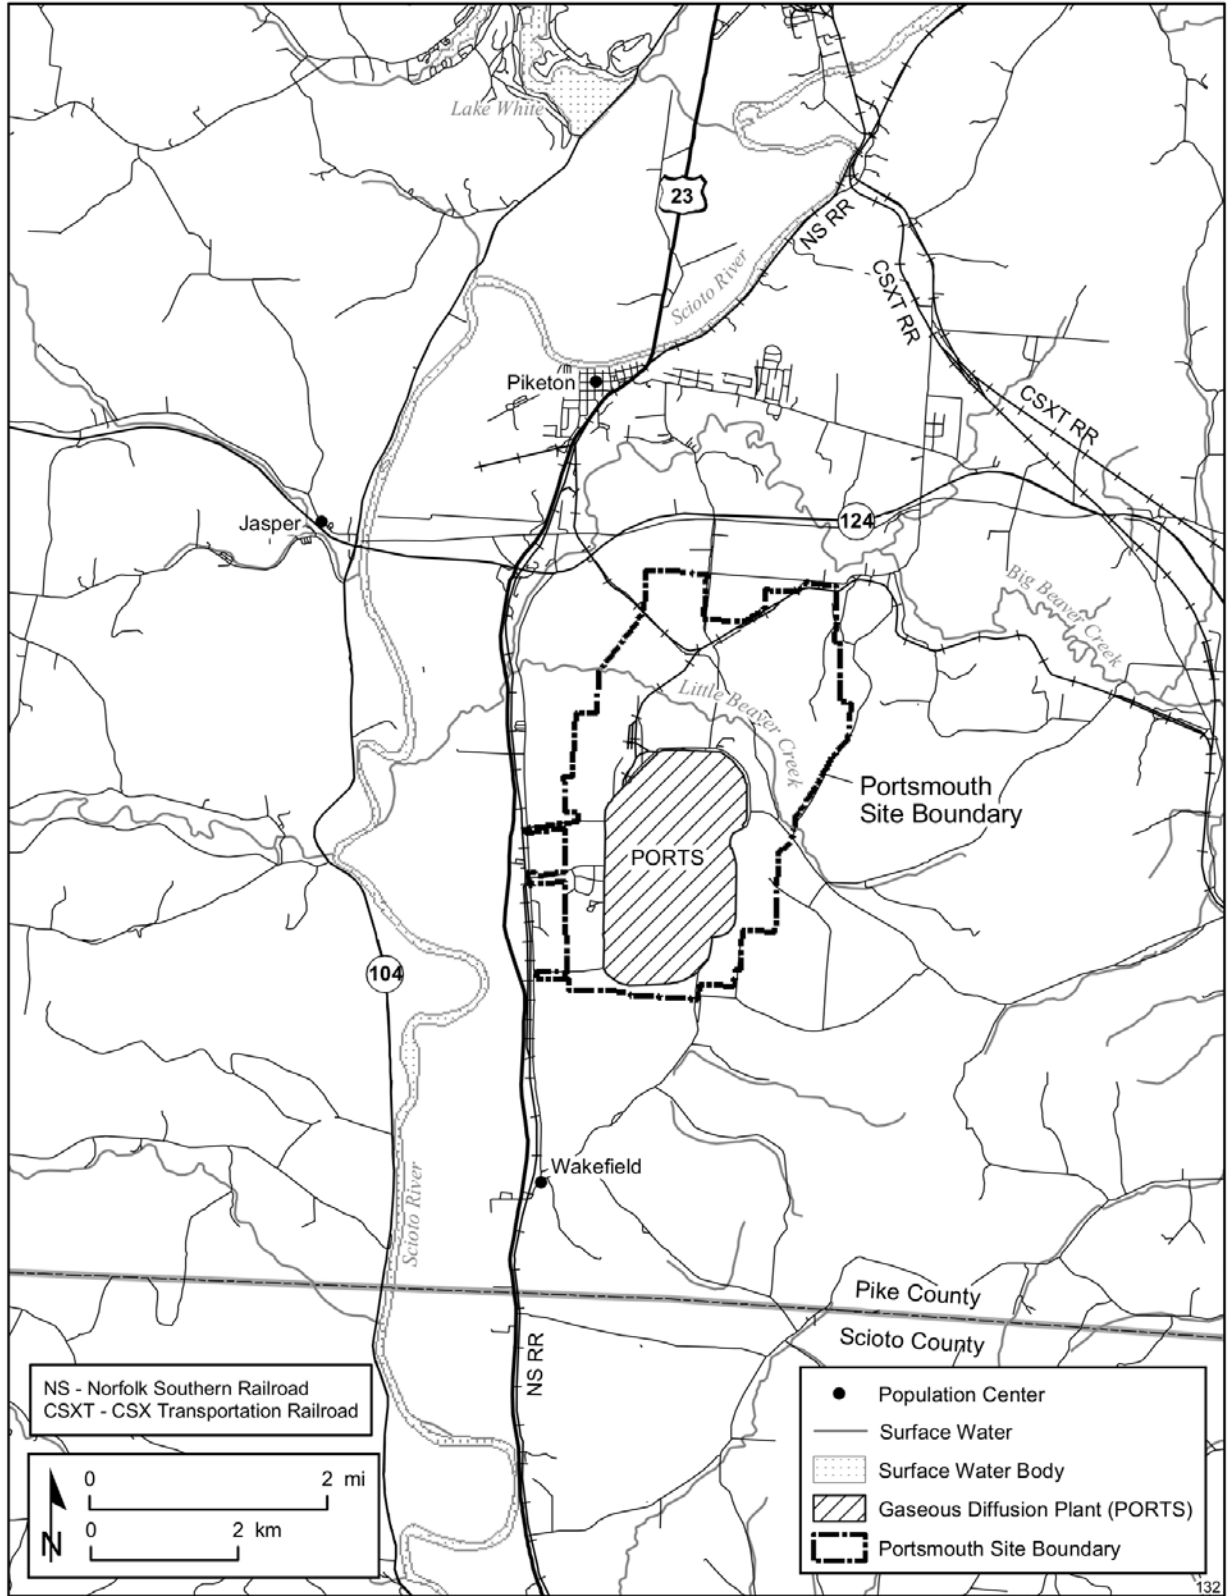 Lake White
23
NS RR
Scioto River
CSXT RR
Piketon
CSXT RR
Jasper
124
Big Beaver Creek
Little Beaver Creek
Portsmouth
Site Boundary
PORTS
104
Wakefield
Scioto River
Pike County
Scioto County
NS RR
NS - Norfolk Southern Railroad
CSXT - CSX Transportation Railroad
0 2 mi
0 2 km
N
Population Center
Surface Water
Surface Water Body
Gaseous Diffusion Plant (PORTS)
Portsmouth Site Boundary
132